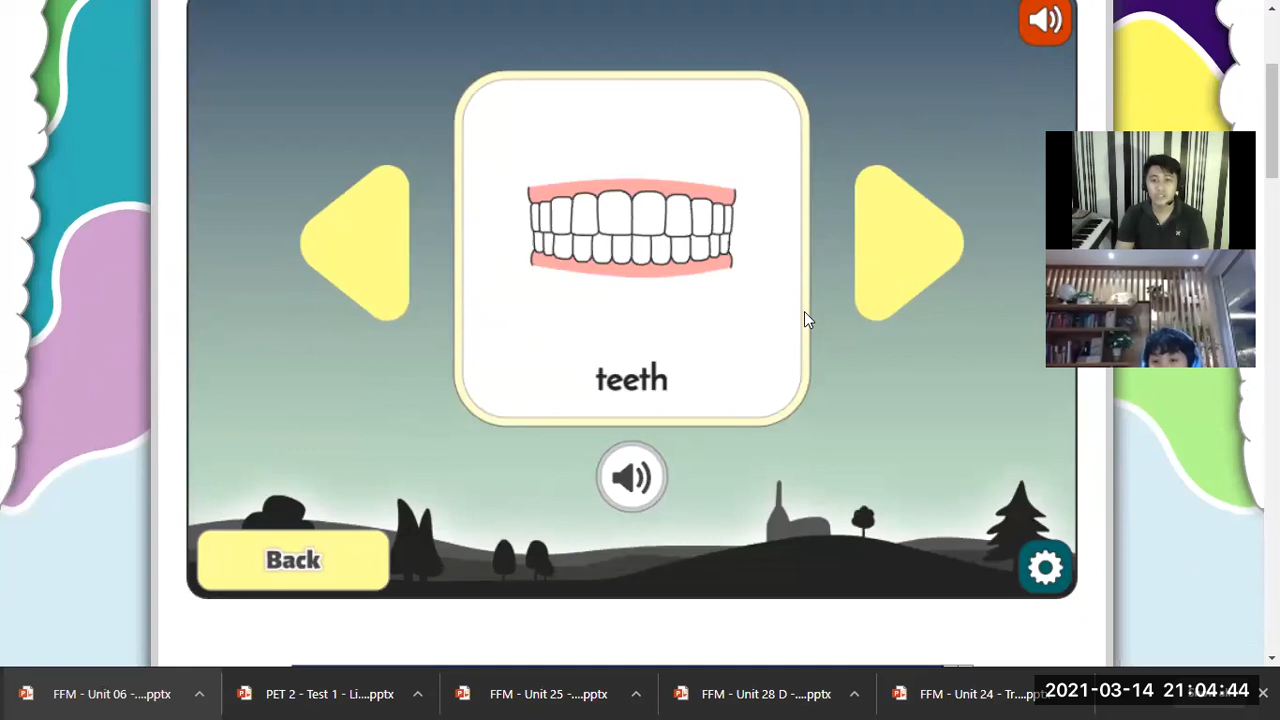 teeth
Back
FFM - Unit 06 -....pptx
PET 2 - Test 1 - Li....pptx
FFM - Unit 25 -....pptx
FFM - Unit 28 D -....pptx
FFM - Unit 24 - Tr....pptx
2021-03-14 21:04:44